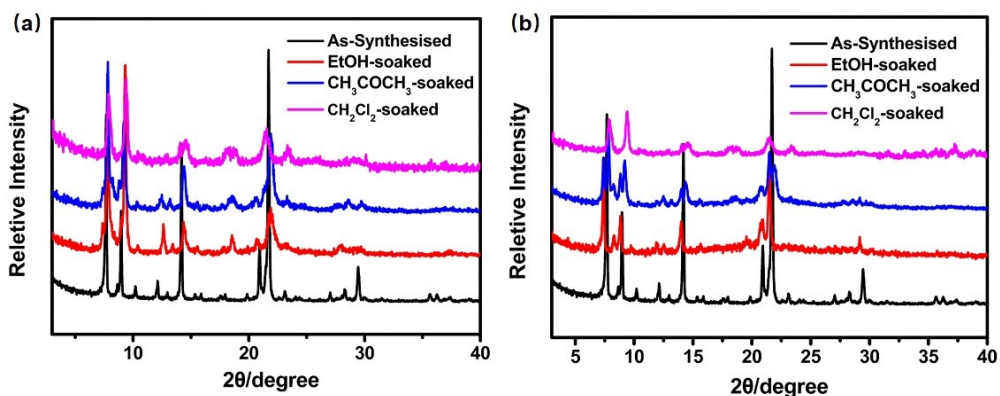 (a)
As-Synthesised
EtOH-soaked
CH₃COCH₃-soaked
CH₂Cl₂-soaked
Reletive Intensity
10
20
30
40
2θ/degree
(b)
As-Synthesised
EtOH-soaked
CH₃COCH₃-soaked
CH₂Cl₂-soaked
Reletive Intensity
5
10
15
20
25
30
35
40
2θ/degree